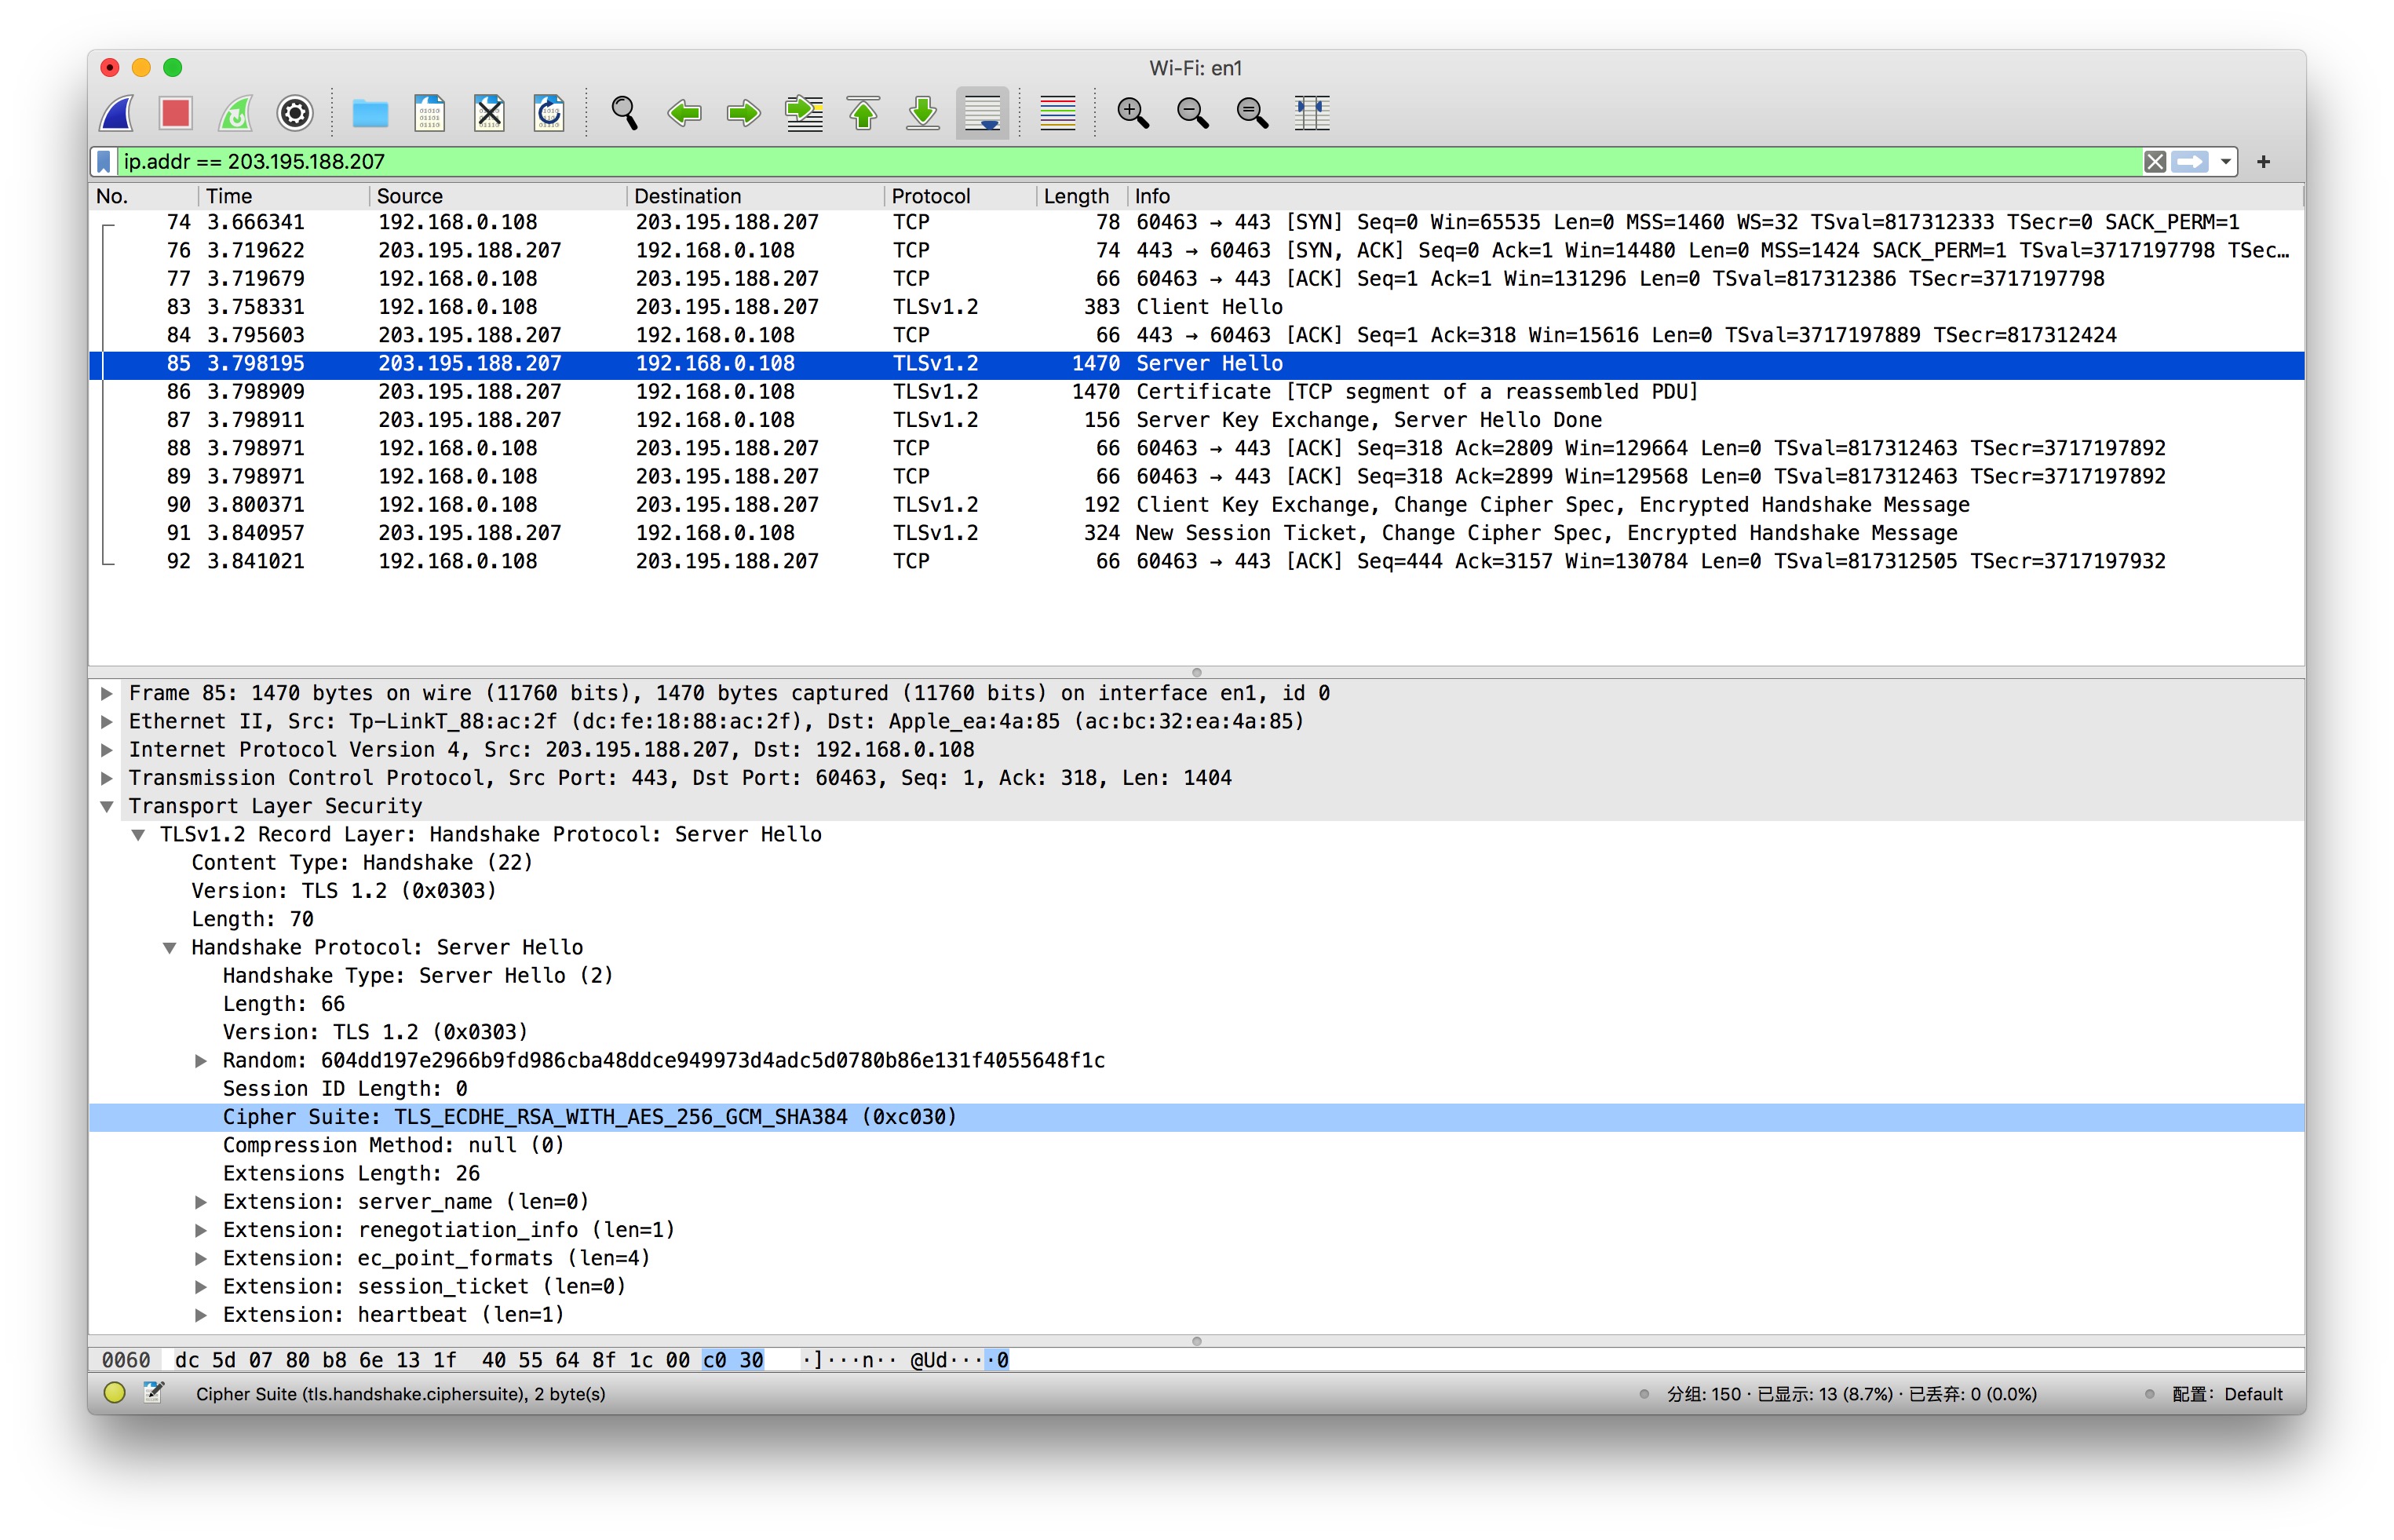 Wi-Fi: en1
ip.addr == 203.195.188.207
No. Time Source Destination Protocol Length Info
74 3.666341 192.168.0.108 203.195.188.207 TCP 78 60463 → 443 [SYN] Seq=0 Win=65535 Len=0 MSS=1460 WS=32 TSval=817312333 TSecr=0 SACK_PERM=1
76 3.719622 203.195.188.207 192.168.0.108 TCP 74 443 → 60463 [SYN, ACK] Seq=0 Ack=1 Win=14480 Len=0 MSS=1424 SACK_PERM=1 TSval=3717197798 TSec…
77 3.719679 192.168.0.108 203.195.188.207 TCP 66 60463 → 443 [ACK] Seq=1 Ack=1 Win=131296 Len=0 TSval=817312386 TSecr=3717197798
83 3.758331 192.168.0.108 203.195.188.207 TLSv1.2 383 Client Hello
84 3.795603 203.195.188.207 192.168.0.108 TCP 66 443 → 60463 [ACK] Seq=1 Ack=318 Win=15616 Len=0 TSval=3717197889 TSecr=817312424
85 3.798195 203.195.188.207 192.168.0.108 TLSv1.2 1470 Server Hello
86 3.798909 203.195.188.207 192.168.0.108 TLSv1.2 1470 Certificate [TCP segment of a reassembled PDU]
87 3.798911 203.195.188.207 192.168.0.108 TLSv1.2 156 Server Key Exchange, Server Hello Done
88 3.798971 192.168.0.108 203.195.188.207 TCP 66 60463 → 443 [ACK] Seq=318 Ack=2809 Win=129664 Len=0 TSval=817312463 TSecr=3717197892
89 3.798971 192.168.0.108 203.195.188.207 TCP 66 60463 → 443 [ACK] Seq=318 Ack=2899 Win=129568 Len=0 TSval=817312463 TSecr=3717197892
90 3.800371 192.168.0.108 203.195.188.207 TLSv1.2 192 Client Key Exchange, Change Cipher Spec, Encrypted Handshake Message
91 3.840957 203.195.188.207 192.168.0.108 TLSv1.2 324 New Session Ticket, Change Cipher Spec, Encrypted Handshake Message
92 3.841021 192.168.0.108 203.195.188.207 TCP 66 60463 → 443 [ACK] Seq=444 Ack=3157 Win=130784 Len=0 TSval=817312505 TSecr=3717197932
Frame 85: 1470 bytes on wire (11760 bits), 1470 bytes captured (11760 bits) on interface en1, id 0
Ethernet II, Src: Tp-LinkT_88:ac:2f (dc:fe:18:88:ac:2f), Dst: Apple_ea:4a:85 (ac:bc:32:ea:4a:85)
Internet Protocol Version 4, Src: 203.195.188.207, Dst: 192.168.0.108
Transmission Control Protocol, Src Port: 443, Dst Port: 60463, Seq: 1, Ack: 318, Len: 1404
Transport Layer Security
TLSv1.2 Record Layer: Handshake Protocol: Server Hello
Content Type: Handshake (22)
Version: TLS 1.2 (0x0303)
Length: 70
Handshake Protocol: Server Hello
Handshake Type: Server Hello (2)
Length: 66
Version: TLS 1.2 (0x0303)
Random: 604dd197e2966b9fd986cba48ddce949973d4adc5d0780b86e131f4055648f1c
Session ID Length: 0
Cipher Suite: TLS_ECDHE_RSA_WITH_AES_256_GCM_SHA384 (0xc030)
Compression Method: null (0)
Extensions Length: 26
Extension: server_name (len=0)
Extension: renegotiation_info (len=1)
Extension: ec_point_formats (len=4)
Extension: session_ticket (len=0)
Extension: heartbeat (len=1)
0060 dc 5d 07 80 b8 6e 13 1f 40 55 64 8f 1c 00 c0 30 ·]···n·· @Ud····0
Cipher Suite (tls.handshake.ciphersuite), 2 byte(s) 分组: 150 · 已显示: 13 (8.7%) · 已丢弃: 0 (0.0%) 配置: Default